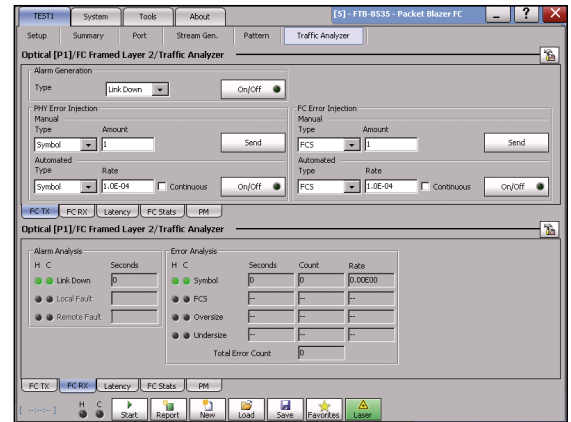 TEST1 System Tools About [5] - FTB-8535 - Packet Blazer FC _ ? X
Setup Summary Port Stream Gen. Pattern Traffic Analyzer
Optical [P1]/FC Framed Layer 2/Traffic Analyzer
Alarm Generation
Type Link Down On/Off
PHY Error Injection FC Error Injection
Manual Manual
Type Amount Type Amount
Symbol 1 Send FCS 1 Send
Automated Automated
Type Rate Type Rate
Symbol 1.0E-04 Continuous On/Off FCS 1.0E-04 Continuous On/Off
FC TX FC RX Latency FC Stats PM
Optical [P1]/FC Framed Layer 2/Traffic Analyzer
Alarm Analysis Error Analysis
H C Seconds H C Seconds Count Rate
Link Down 0 Symbol 0 0 0.00E00
Local Fault FCS -- -- --
Remote Fault Oversize -- -- --
Undersize -- -- --
Total Error Count 0
FC TX FC RX Latency FC Stats PM
[ --:--:-- ] H C Start Report New Load Save Favorites Laser